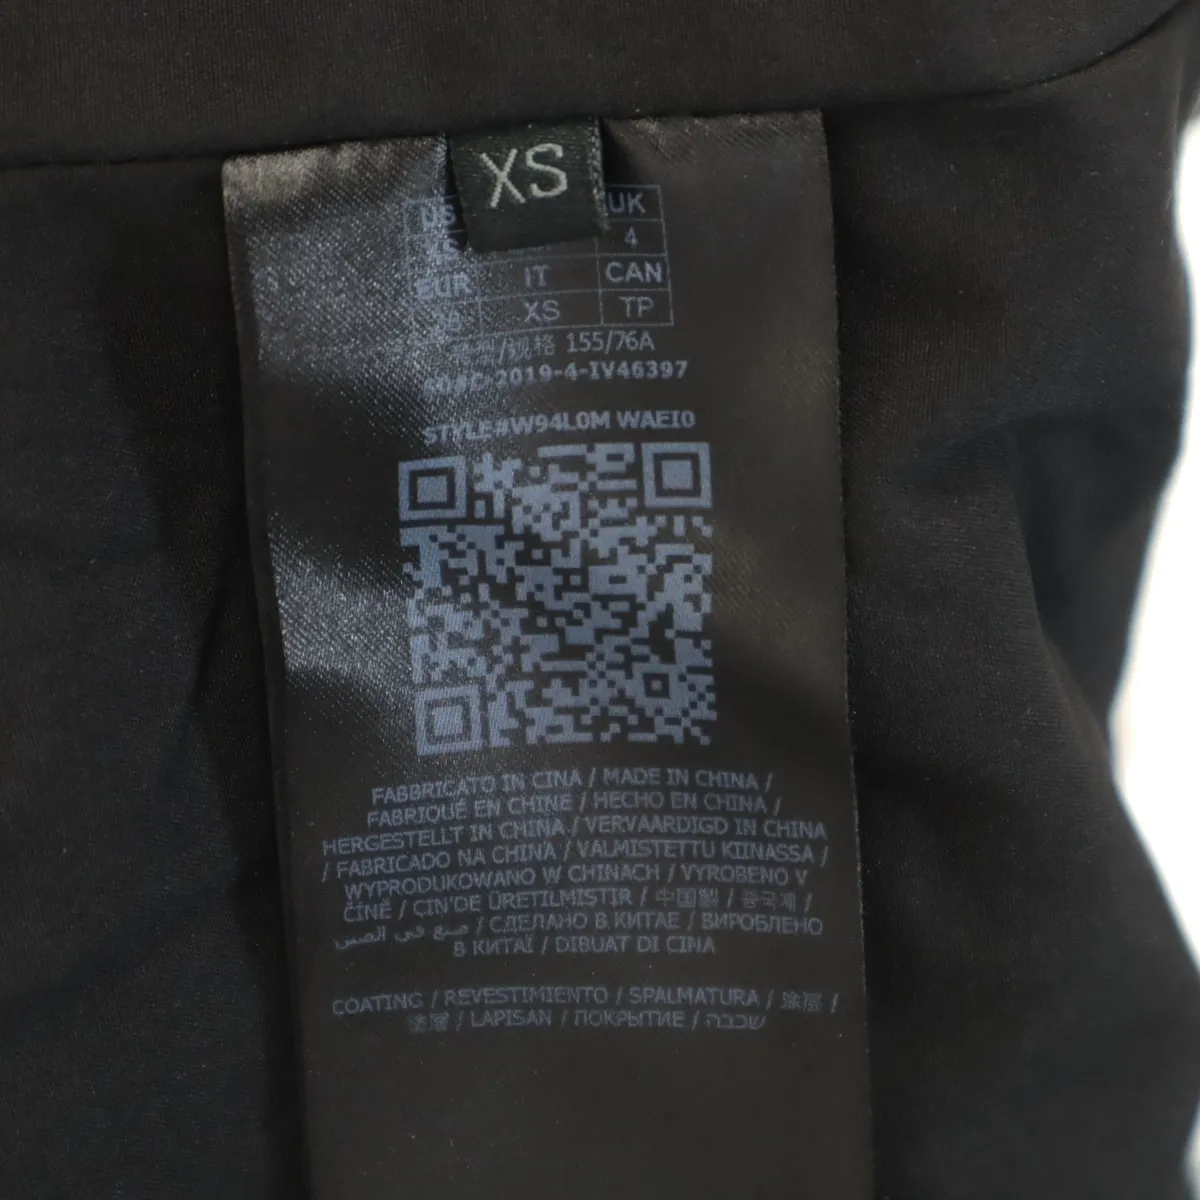 XS
US UK
XS 4
EUR IT CAN
XS TP
155/76A
2019-4-IV46397
STYLE#W94L0M WAEI0
FABBRICATO IN CINA / MADE IN CHINA /
FABRIQUÉ EN CHINE / HECHO EN CHINA /
HERGESTELLT IN CHINA / VERVAARDIGD IN CHINA
/ FABRICADO NA CHINA / VALMISTETTU KIINASSA /
WYPRODUKOWANO W CHINACH / VYROBENO V
ČÍNĚ / ÇIN'DE ÜRETILMISTIR / 中国製 / 중국제 /
صنع في الصين / СДЕЛАНО В КИТАЕ / ВИРОБЛЕНО
В КИТАЇ / DIBUAT DI CINA
COATING / REVESTIMIENTO / SPALMATURA / 涂层 /
塗層 / LAPISAN / ПОКРЫТИЕ / שכבה